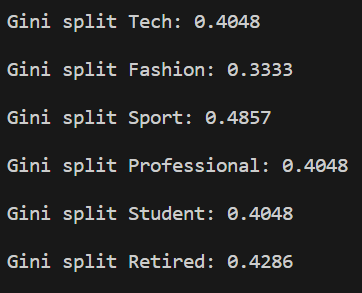 Gini split Tech: 0.4048
Gini split Fashion: 0.3333
Gini split Sport: 0.4857
Gini split Professional: 0.4048
Gini split Student: 0.4048
Gini split Retired: 0.4286